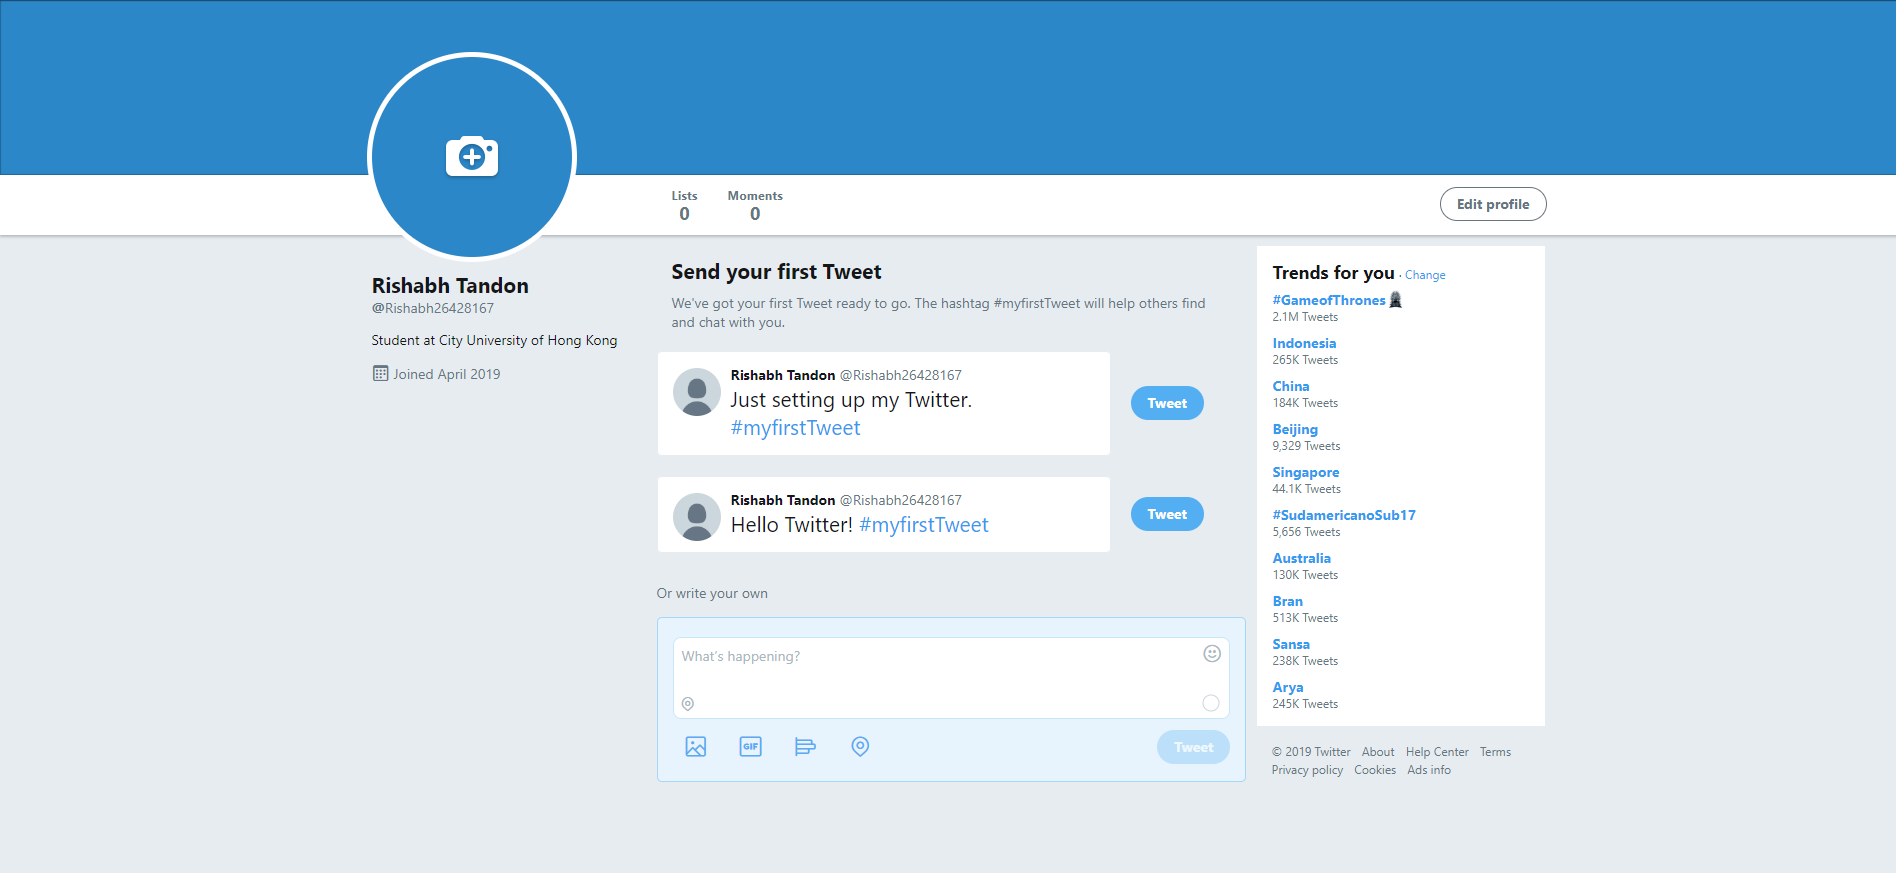 Lists
0
Moments
0
Edit profile
Rishabh Tandon
@Rishabh26428167
Student at City University of Hong Kong
Joined April 2019
Send your first Tweet
We've got your first Tweet ready to go. The hashtag #myfirstTweet will help others find
and chat with you.
Rishabh Tandon @Rishabh26428167
Just setting up my Twitter.
#myfirstTweet
Tweet
Rishabh Tandon @Rishabh26428167
Hello Twitter! #myfirstTweet
Tweet
Or write your own
What's happening?
GIF
Tweet
Trends for you · Change
#GameofThrones
2.1M Tweets
Indonesia
265K Tweets
China
184K Tweets
Beijing
9,329 Tweets
Singapore
44.1K Tweets
#SudamericanoSub17
5,656 Tweets
Australia
130K Tweets
Bran
513K Tweets
Sansa
238K Tweets
Arya
245K Tweets
© 2019 Twitter About Help Center Terms
Privacy policy Cookies Ads info